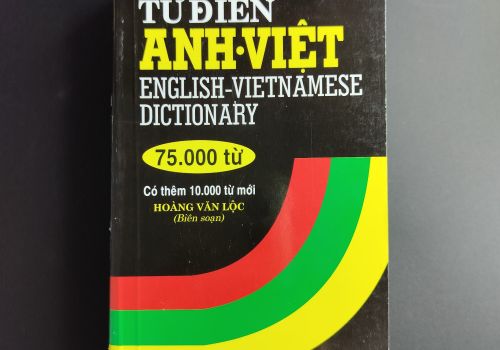 TỪ ĐIỂN
ANH·VIỆT
ENGLISH-VIETNAMESE
DICTIONARY
75.000 từ
Có thêm 10.000 từ mới
HOÀNG VĂN LỘC
(Biên soạn)